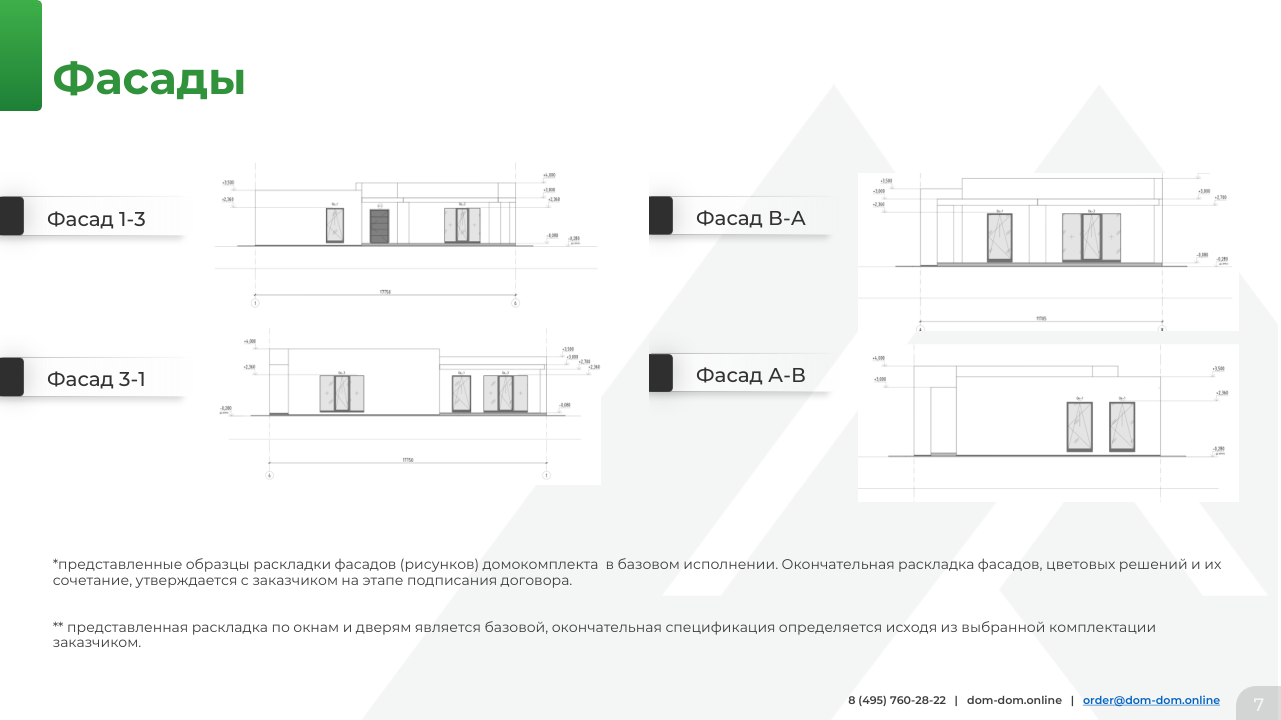 Фасады
Фасад 1-3
Фасад В-А
Фасад 3-1
Фасад А-В
*представленные образцы раскладки фасадов (рисунков) домокомплекта  в базовом исполнении. Окончательная раскладка фасадов, цветовых решений и их
сочетание, утверждается с заказчиком на этапе подписания договора.
** представленная раскладка по окнам и дверям является базовой, окончательная спецификация определяется исходя из выбранной комплектации
заказчиком.
8 (495) 760-28-22   |   dom-dom.online   |   order@dom-dom.online
7